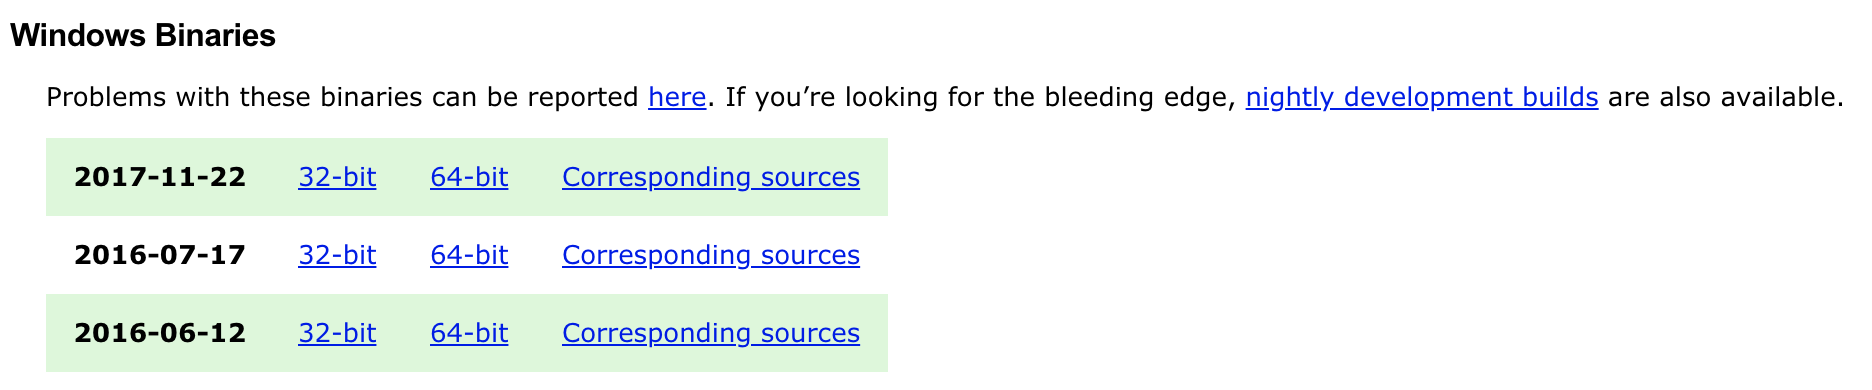 Windows Binaries
Problems with these binaries can be reported here. If you’re looking for the bleeding edge, nightly development builds are also available.
2017-11-22 32-bit 64-bit Corresponding sources
2016-07-17 32-bit 64-bit Corresponding sources
2016-06-12 32-bit 64-bit Corresponding sources